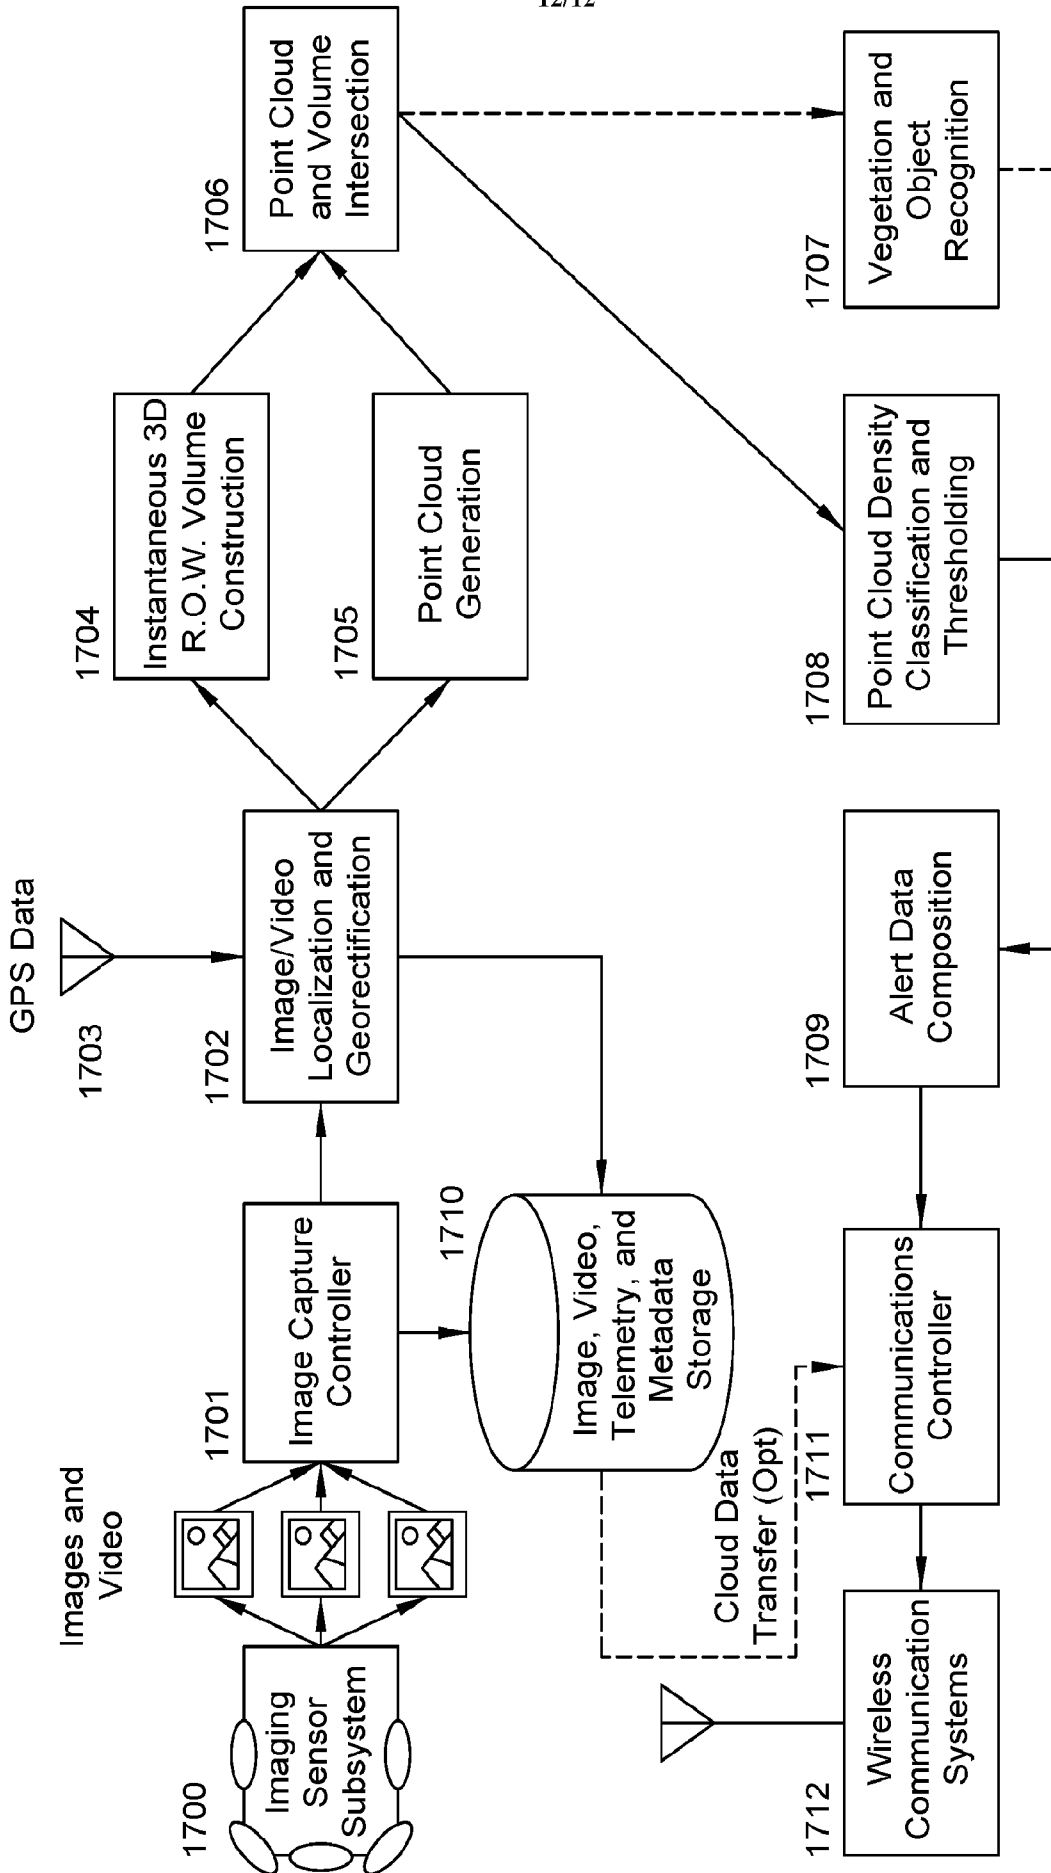 12/12
GPS Data
1703
Images and
Video
1700
Imaging
Sensor
Subsystem
1701
Image Capture
Controller
1702
Image/Video
Localization and
Georectification
1704
Instantaneous 3D
R.O.W. Volume
Construction
1705
Point Cloud
Generation
1706
Point Cloud
and Volume
Intersection
1710
Image, Video,
Telemetry, and
Metadata
Storage
Cloud Data
Transfer (Opt)
1712
Wireless
Communication
Systems
1711
Communications
Controller
1709
Alert Data
Composition
1708
Point Cloud Density
Classification and
Thresholding
1707
Vegetation and
Object
Recognition